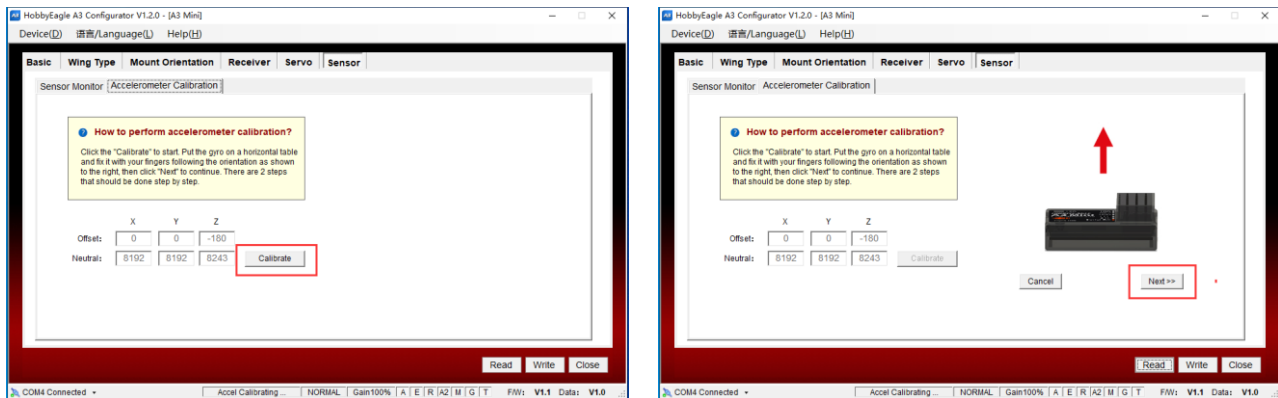 HobbyEagle A3 Configurator V1.2.0 - [A3 Mini]
Device(D) 语言/Language(L) Help(H)
Basic Wing Type Mount Orientation Receiver Servo Sensor
Sensor Monitor Accelerometer Calibration
How to perform accelerometer calibration?
Click the "Calibrate" to start. Put the gyro on a horizontal table
and fix it with your fingers following the orientation as shown
to the right, then click "Next" to continue. There are 2 steps
that should be done step by step.
X Y Z
Offset: 0 0 -180
Neutral: 8192 8192 8243 Calibrate
Read Write Close
COM4 Connected Accel Calibrating ... NORMAL Gain100% A E R A2 M G T F/W: V1.1 Data: V1.0
HobbyEagle A3 Configurator V1.2.0 - [A3 Mini]
Device(D) 语言/Language(L) Help(H)
Basic Wing Type Mount Orientation Receiver Servo Sensor
Sensor Monitor Accelerometer Calibration
How to perform accelerometer calibration?
Click the "Calibrate" to start. Put the gyro on a horizontal table
and fix it with your fingers following the orientation as shown
to the right, then click "Next" to continue. There are 2 steps
that should be done step by step.
X Y Z
Offset: 0 0 -180
Neutral: 8192 8192 8243 Calibrate
Cancel Next >>
Read Write Close
COM4 Connected Accel Calibrating ... NORMAL Gain100% A E R A2 M G T F/W: V1.1 Data: V1.0